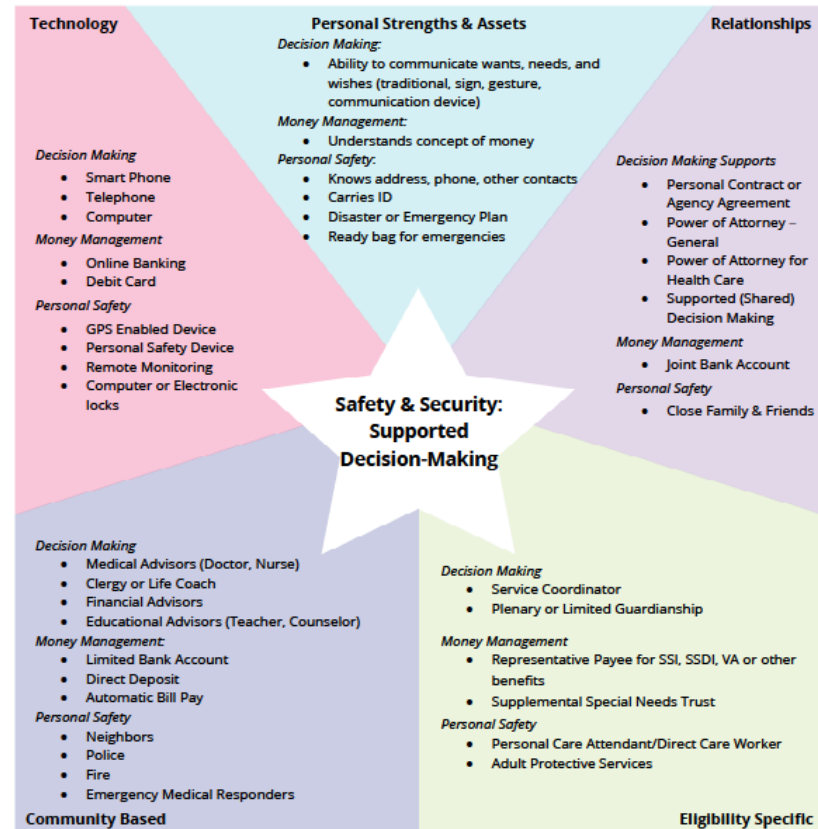 Technology
Decision Making
• Smart Phone
• Telephone
• Computer
Money Management
• Online Banking
• Debit Card
Personal Safety
• GPS Enabled Device
• Personal Safety Device
• Remote Monitoring
• Computer or Electronic
locks
Personal Strengths & Assets
Decision Making:
• Ability to communicate wants, needs, and
wishes (traditional, sign, gesture,
communication device)
Money Management:
• Understands concept of money
Personal Safety:
• Knows address, phone, other contacts
• Carries ID
• Disaster or Emergency Plan
• Ready bag for emergencies
Relationships
Decision Making Supports
• Personal Contract or
Agency Agreement
• Power of Attorney –
General
• Power of Attorney for
Health Care
• Supported (Shared)
Decision Making
Money Management
• Joint Bank Account
Personal Safety
• Close Family & Friends
Safety & Security:
Supported
Decision-Making
Decision Making
• Medical Advisors (Doctor, Nurse)
• Clergy or Life Coach
• Financial Advisors
• Educational Advisors (Teacher, Counselor)
Money Management:
• Limited Bank Account
• Direct Deposit
• Automatic Bill Pay
Personal Safety
• Neighbors
• Police
• Fire
• Emergency Medical Responders
Community Based
Decision Making
• Service Coordinator
• Plenary or Limited Guardianship
Money Management
• Representative Payee for SSI, SSDI, VA or other
benefits
• Supplemental Special Needs Trust
Personal Safety
• Personal Care Attendant/Direct Care Worker
• Adult Protective Services
Eligibility Specific